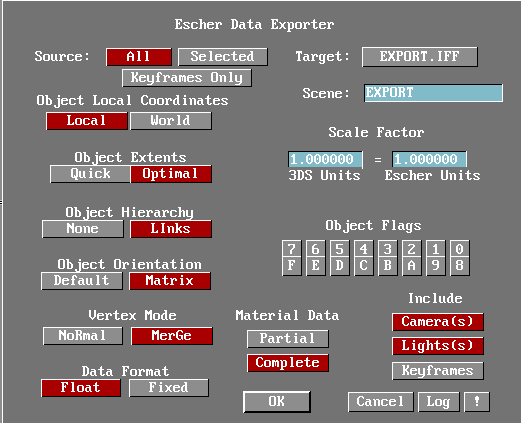 Escher Data Exporter
Source: All Selected
Keyframes Only
Target: EXPORT.IFF
Scene: EXPORT
Object Local Coordinates
Local World
Scale Factor
1.000000 = 1.000000
3DS Units Escher Units
Object Extents
Quick Optimal
Object Hierarchy
None LInks
Object Flags
7 6 5 4 3 2 1 0
F E D C B A 9 8
Object Orientation
Default Matrix
Vertex Mode
NoRmal MerGe
Material Data
Partial
Complete
Include
Camera(s)
Lights(s)
Keyframes
Data Format
Float Fixed
OK Cancel Log !